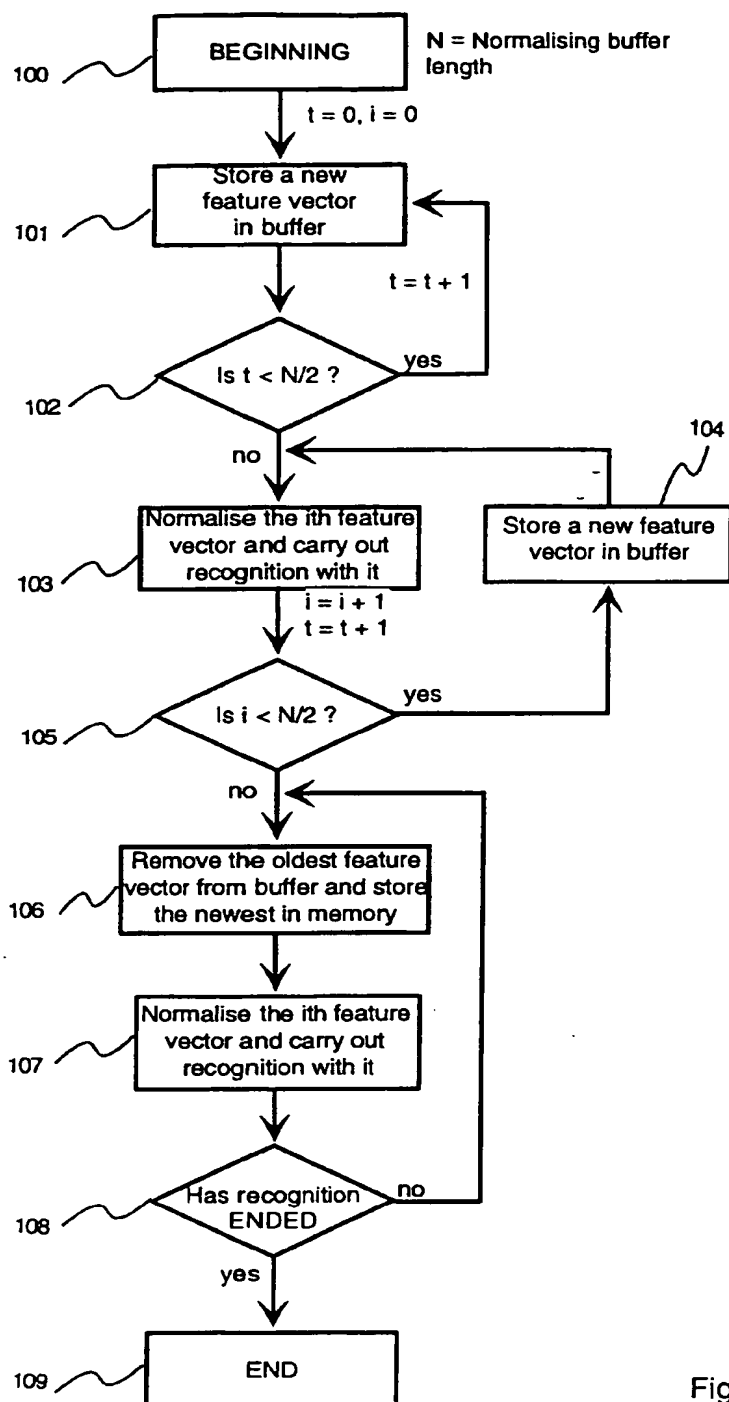 BEGINNING
N = Normalising buffer
length
100
t = 0, i = 0
Store a new
feature vector
in buffer
101
t = t + 1
Is t < N/2 ?
yes
102
104
no
Normalise the ith feature
vector and carry out
recognition with it
Store a new feature
vector in buffer
103
i = i + 1
t = t + 1
Is i < N/2 ?
yes
105
no
Remove the oldest feature
vector from buffer and store
the newest in memory
106
Normalise the ith feature
vector and carry out
recognition with it
107
Has recognition
ENDED
no
108
yes
END
109
Fig